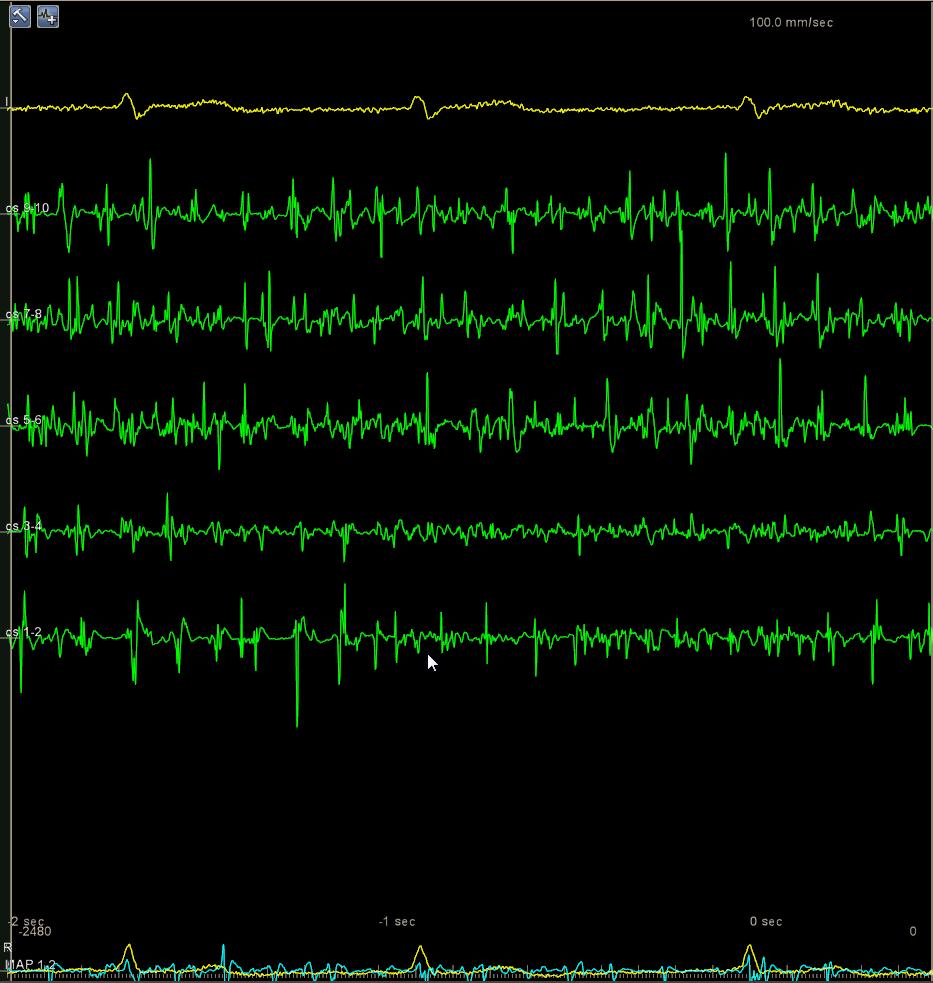 100.0 mm/sec
I
cs 9-10
cs 7-8
cs 5-6
cs 3-4
cs 1-2
-2 sec
-1 sec
0 sec
-2480
0
R
MAP 1-2